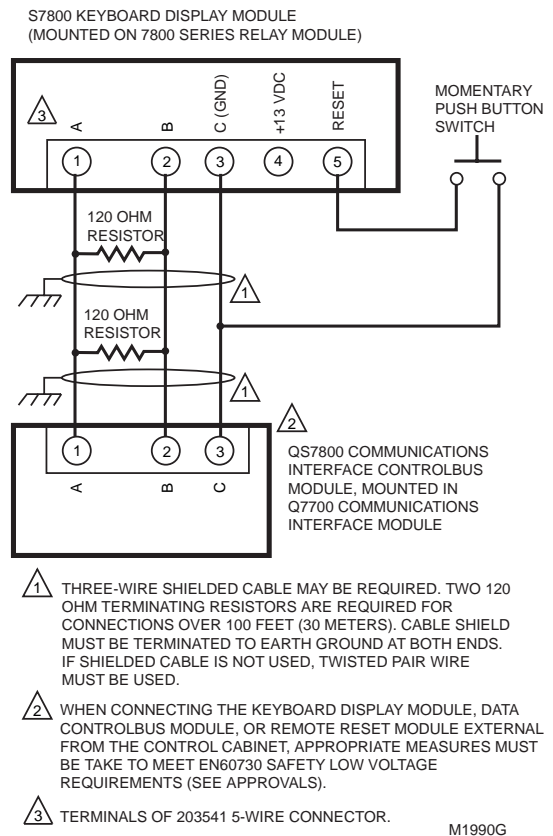 S7800 KEYBOARD DISPLAY MODULE
(MOUNTED ON 7800 SERIES RELAY MODULE)
3
A
B
C (GND)
+13 VDC
RESET
1
2
3
4
5
MOMENTARY
PUSH BUTTON
SWITCH
120 OHM
RESISTOR
1
120 OHM
RESISTOR
1
2
1
2
3
A
B
C
QS7800 COMMUNICATIONS
INTERFACE CONTROLBUS
MODULE, MOUNTED IN
Q7700 COMMUNICATIONS
INTERFACE MODULE
1 THREE-WIRE SHIELDED CABLE MAY BE REQUIRED. TWO 120
OHM TERMINATING RESISTORS ARE REQUIRED FOR
CONNECTIONS OVER 100 FEET (30 METERS). CABLE SHIELD
MUST BE TERMINATED TO EARTH GROUND AT BOTH ENDS.
IF SHIELDED CABLE IS NOT USED, TWISTED PAIR WIRE
MUST BE USED.
2 WHEN CONNECTING THE KEYBOARD DISPLAY MODULE, DATA
CONTROLBUS MODULE, OR REMOTE RESET MODULE EXTERNAL
FROM THE CONTROL CABINET, APPROPRIATE MEASURES MUST
BE TAKE TO MEET EN60730 SAFETY LOW VOLTAGE
REQUIREMENTS (SEE APPROVALS).
3 TERMINALS OF 203541 5-WIRE CONNECTOR.
M1990G